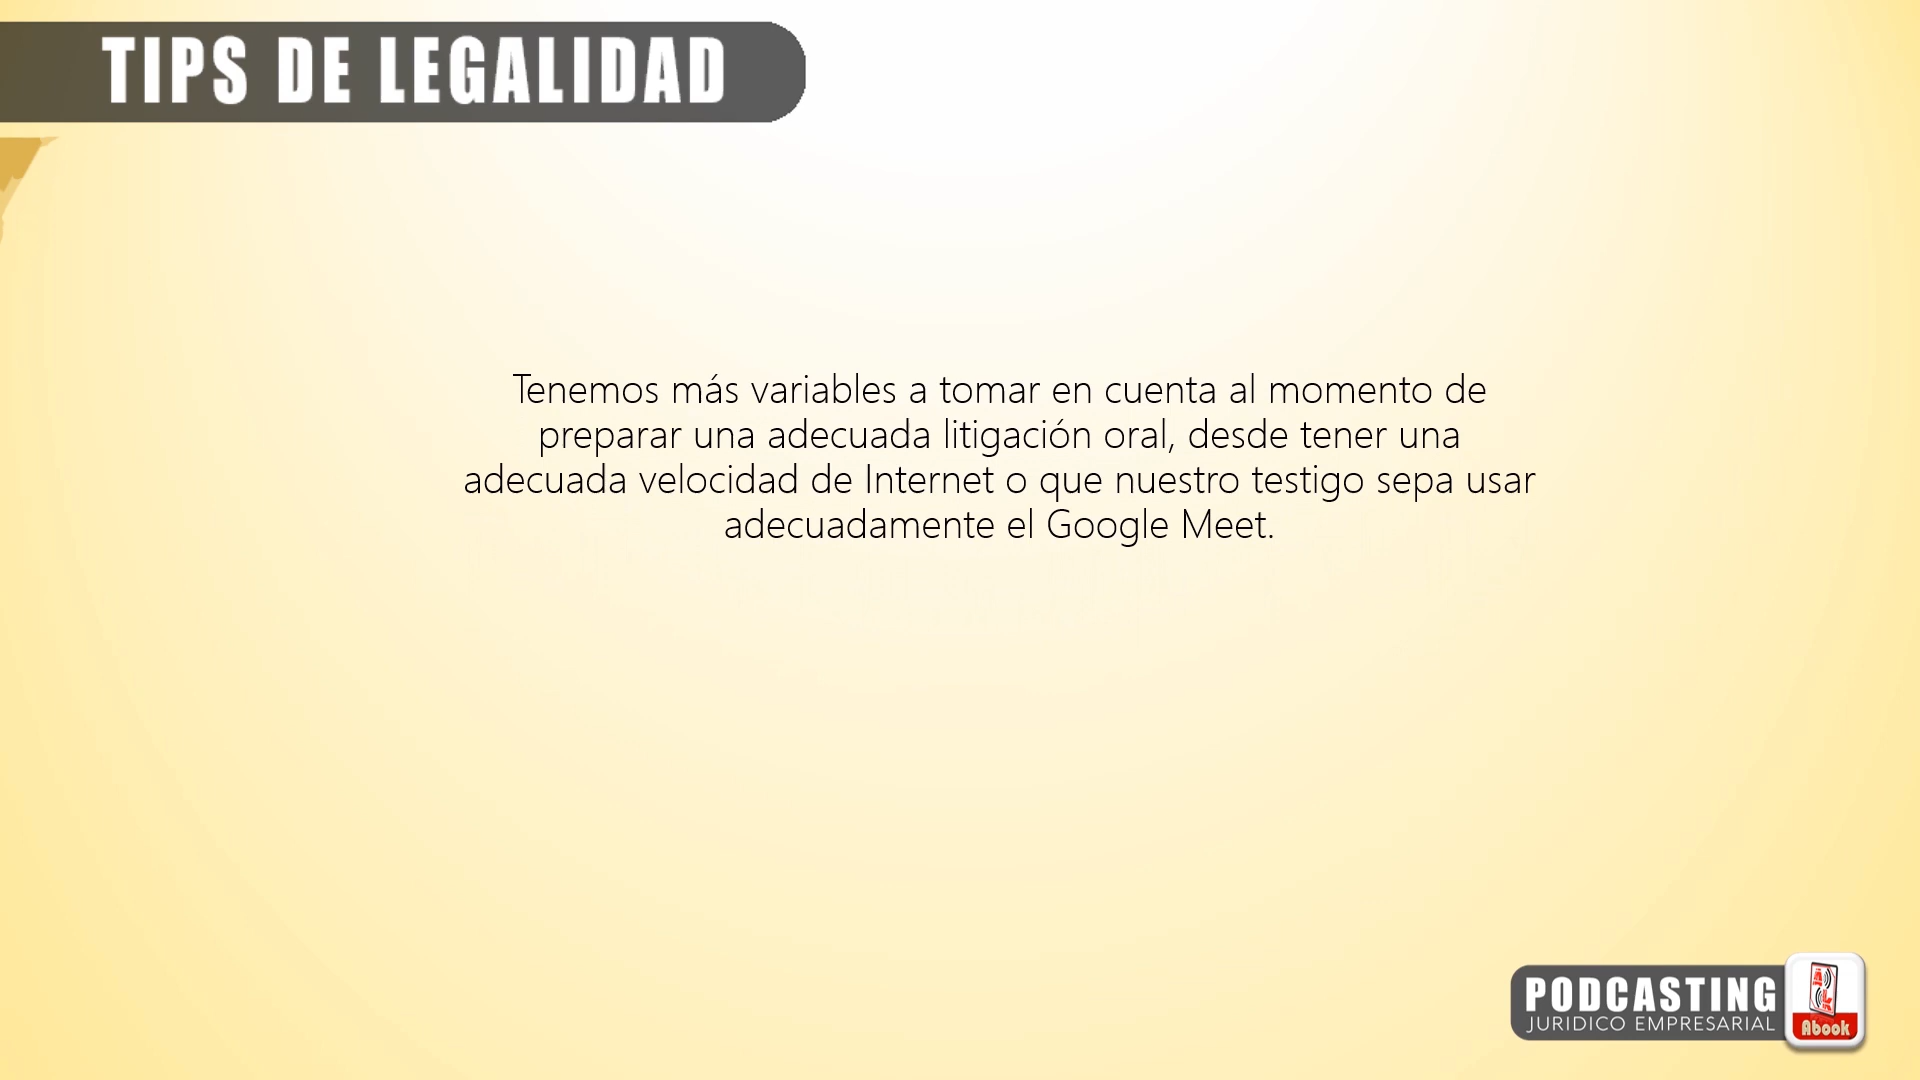 TIPS DE LEGALIDAD
Tenemos más variables a tomar en cuenta al momento de
preparar una adecuada litigación oral, desde tener una
adecuada velocidad de Internet o que nuestro testigo sepa usar
adecuadamente el Google Meet.
PODCASTING
JURIDICO EMPRESARIAL
Abook